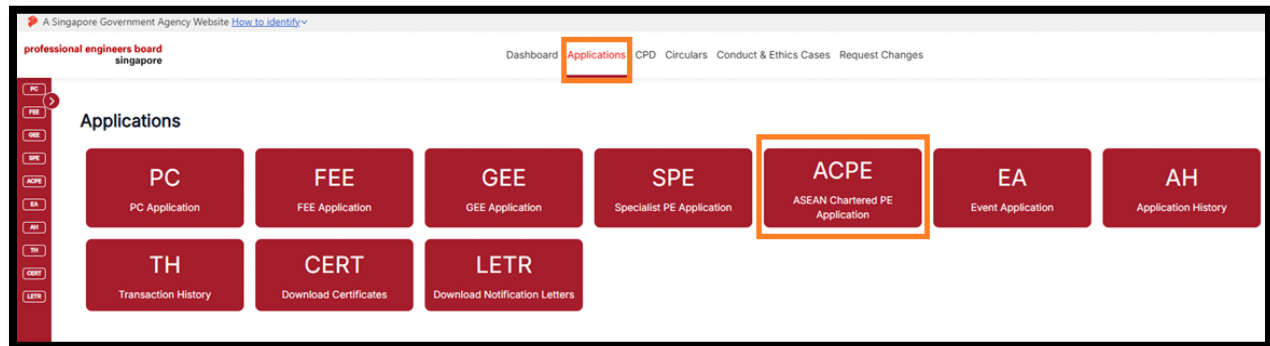 A Singapore Government Agency Website How to identify
professional engineers board
singapore
Dashboard Applications CPD Circulars Conduct & Ethics Cases Request Changes
PC
FEE
GEE
SPE
ACPE
EA
AH
TH
CERT
LETR
Applications
PC
PC Application
FEE
FEE Application
GEE
GEE Application
SPE
Specialist PE Application
ACPE
ASEAN Chartered PE
Application
EA
Event Application
AH
Application History
TH
Transaction History
CERT
Download Certificates
LETR
Download Notification Letters